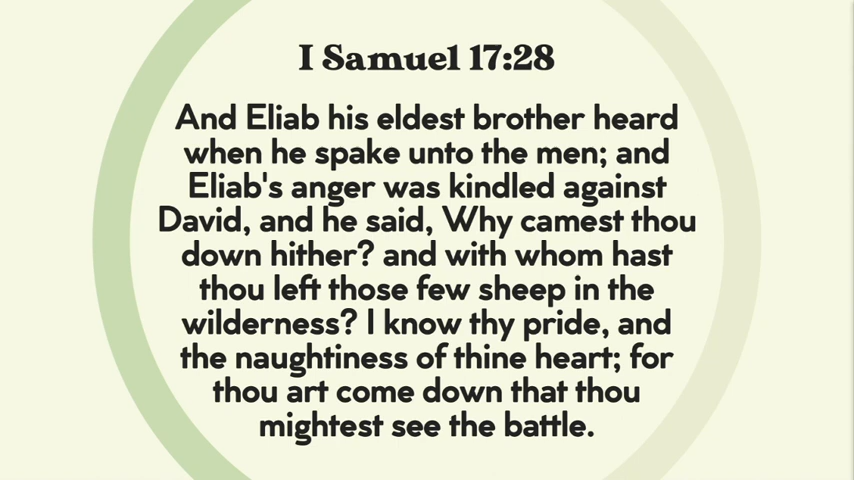 I Samuel 17:28
And Eliab his eldest brother heard
when he spake unto the men; and
Eliab's anger was kindled against
David, and he said, Why camest thou
down hither? and with whom hast
thou left those few sheep in the
wilderness? I know thy pride, and
the naughtiness of thine heart; for
thou art come down that thou
mightest see the battle.